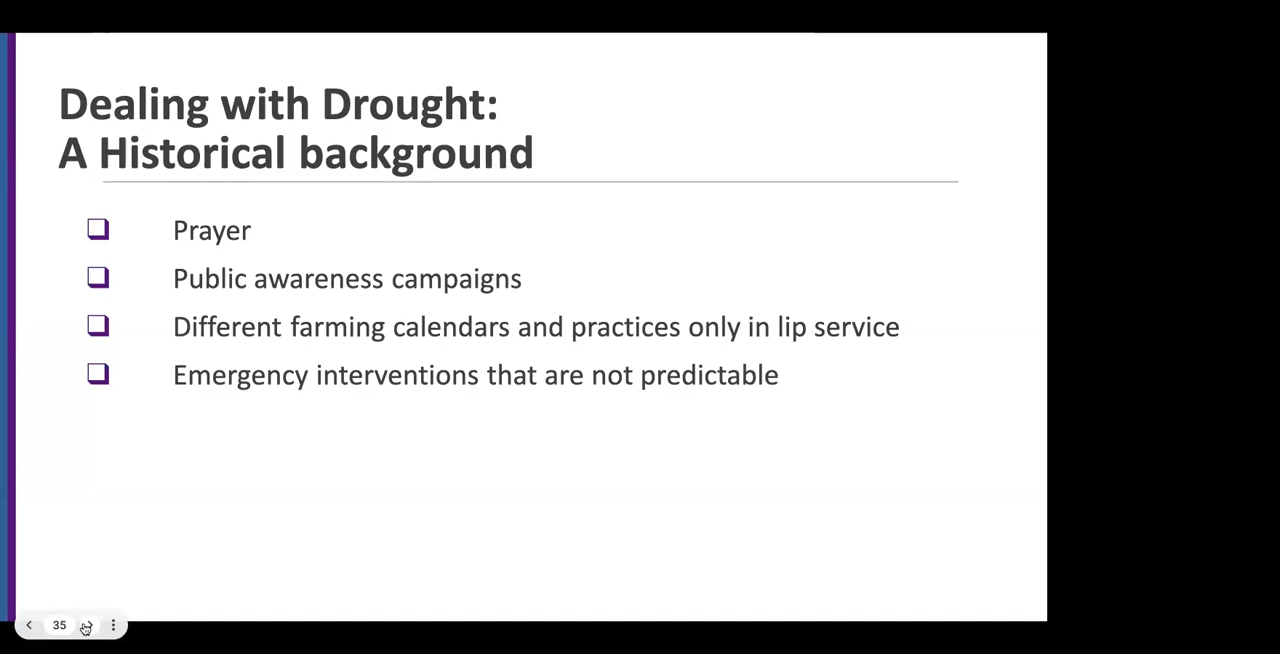 Dealing with Drought:
A Historical background
Prayer
Public awareness campaigns
Different farming calendars and practices only in lip service
Emergency interventions that are not predictable
35